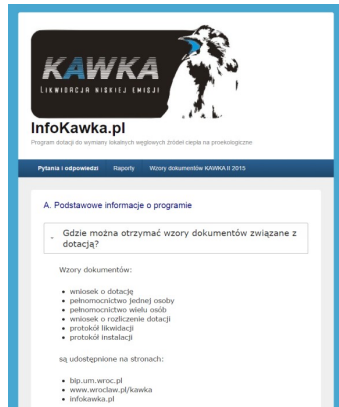 KAWKA
LIKWIDACJA NISKIEJ EMISJI
InfoKawka.pl
Program dotacji do wymiany lokalnych węglowych źródeł ciepła na proekologiczne
Pytania i odpowiedzi Raporty Wzory dokumentów KAWKA II 2015
A. Podstawowe informacje o programie
- Gdzie można otrzymać wzory dokumentów związane z
dotacją?
Wzory dokumentów:
• wniosek o dotację
• pełnomocnictwo jednej osoby
• pełnomocnictwo wielu osób
• wniosek o rozliczenie dotacji
• protokół likwidacji
• protokół instalacji
są udostępnione na stronach:
• bip.um.wroc.pl
• www.wroclaw.pl/kawka
• infokawka.pl